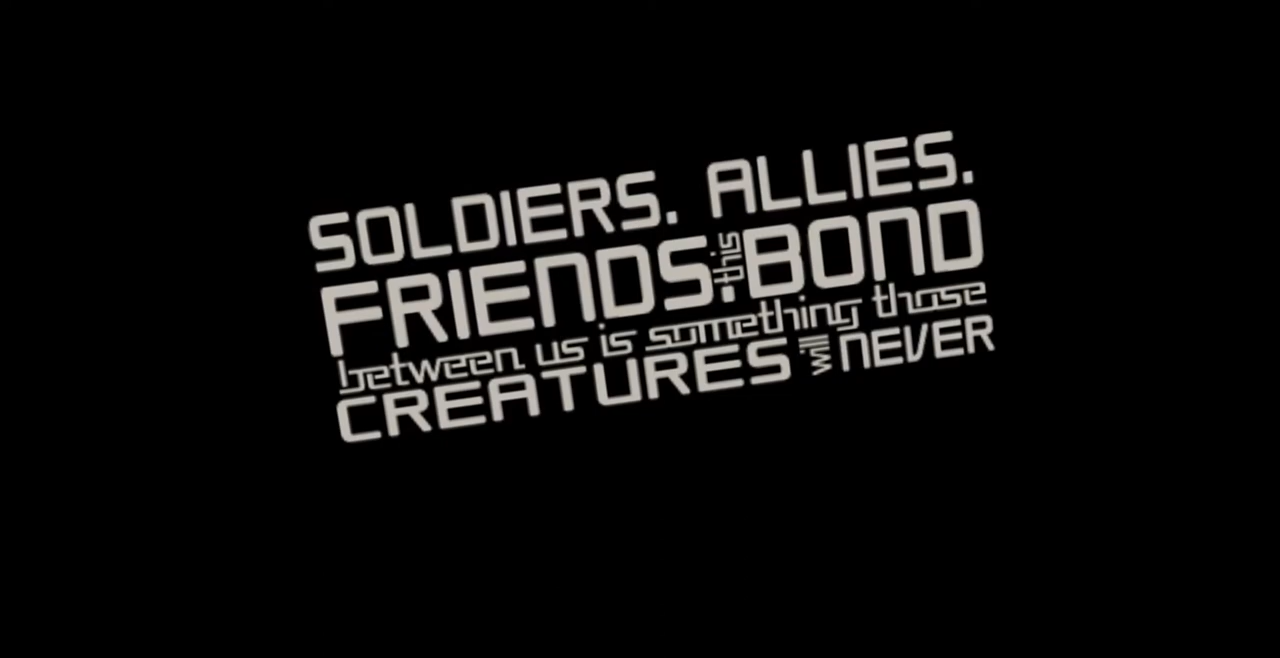 SOLDIERS. ALLIES.
FRIENDS. this BOND
between us is something those
CREATURES will NEVER